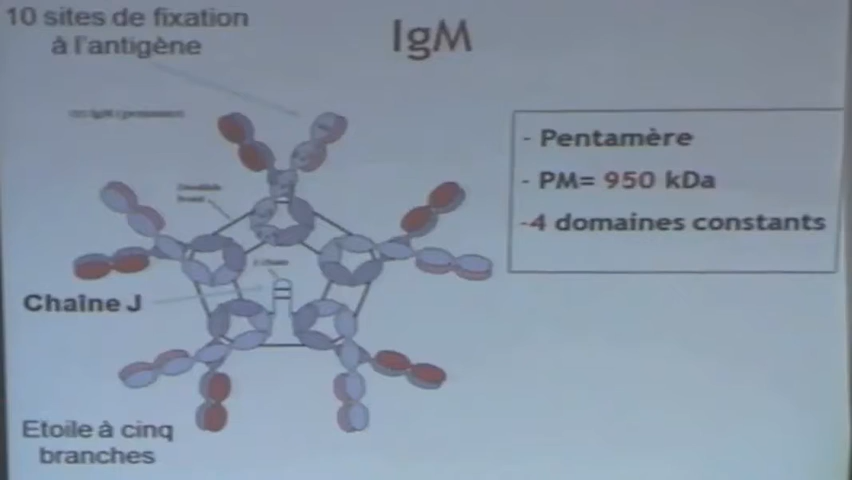 10 sites de fixation
à l'antigène
IgM
- Pentamère
- PM= 950 kDa
-4 domaines constants
Chaîne J
Etoile à cinq
branches